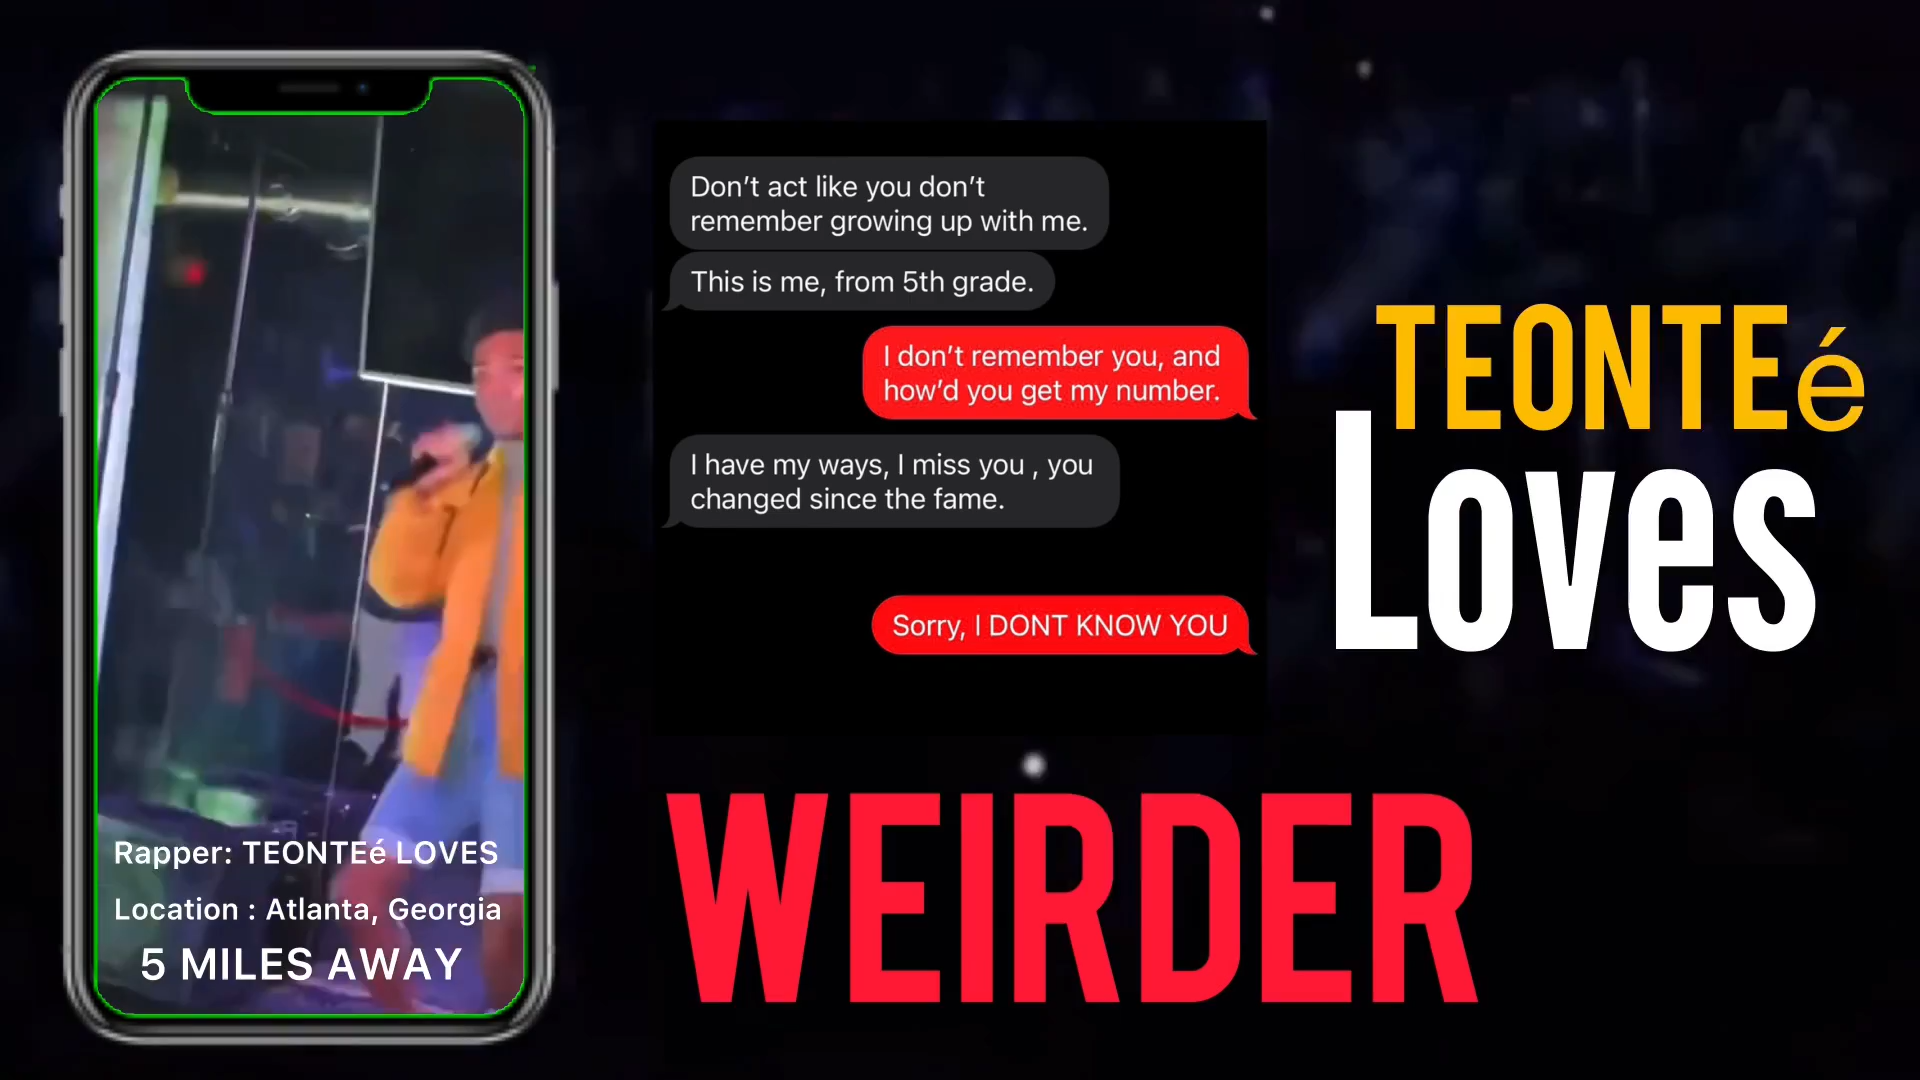 Rapper: TEONTEé LOVES
Location : Atlanta, Georgia
5 MILES AWAY
Don’t act like you don’t
remember growing up with me.
This is me, from 5th grade.
I don’t remember you, and
how’d you get my number.
I have my ways, I miss you , you
changed since the fame.
Sorry, I DONT KNOW YOU
TEONTEé
Loves
WEIRDER